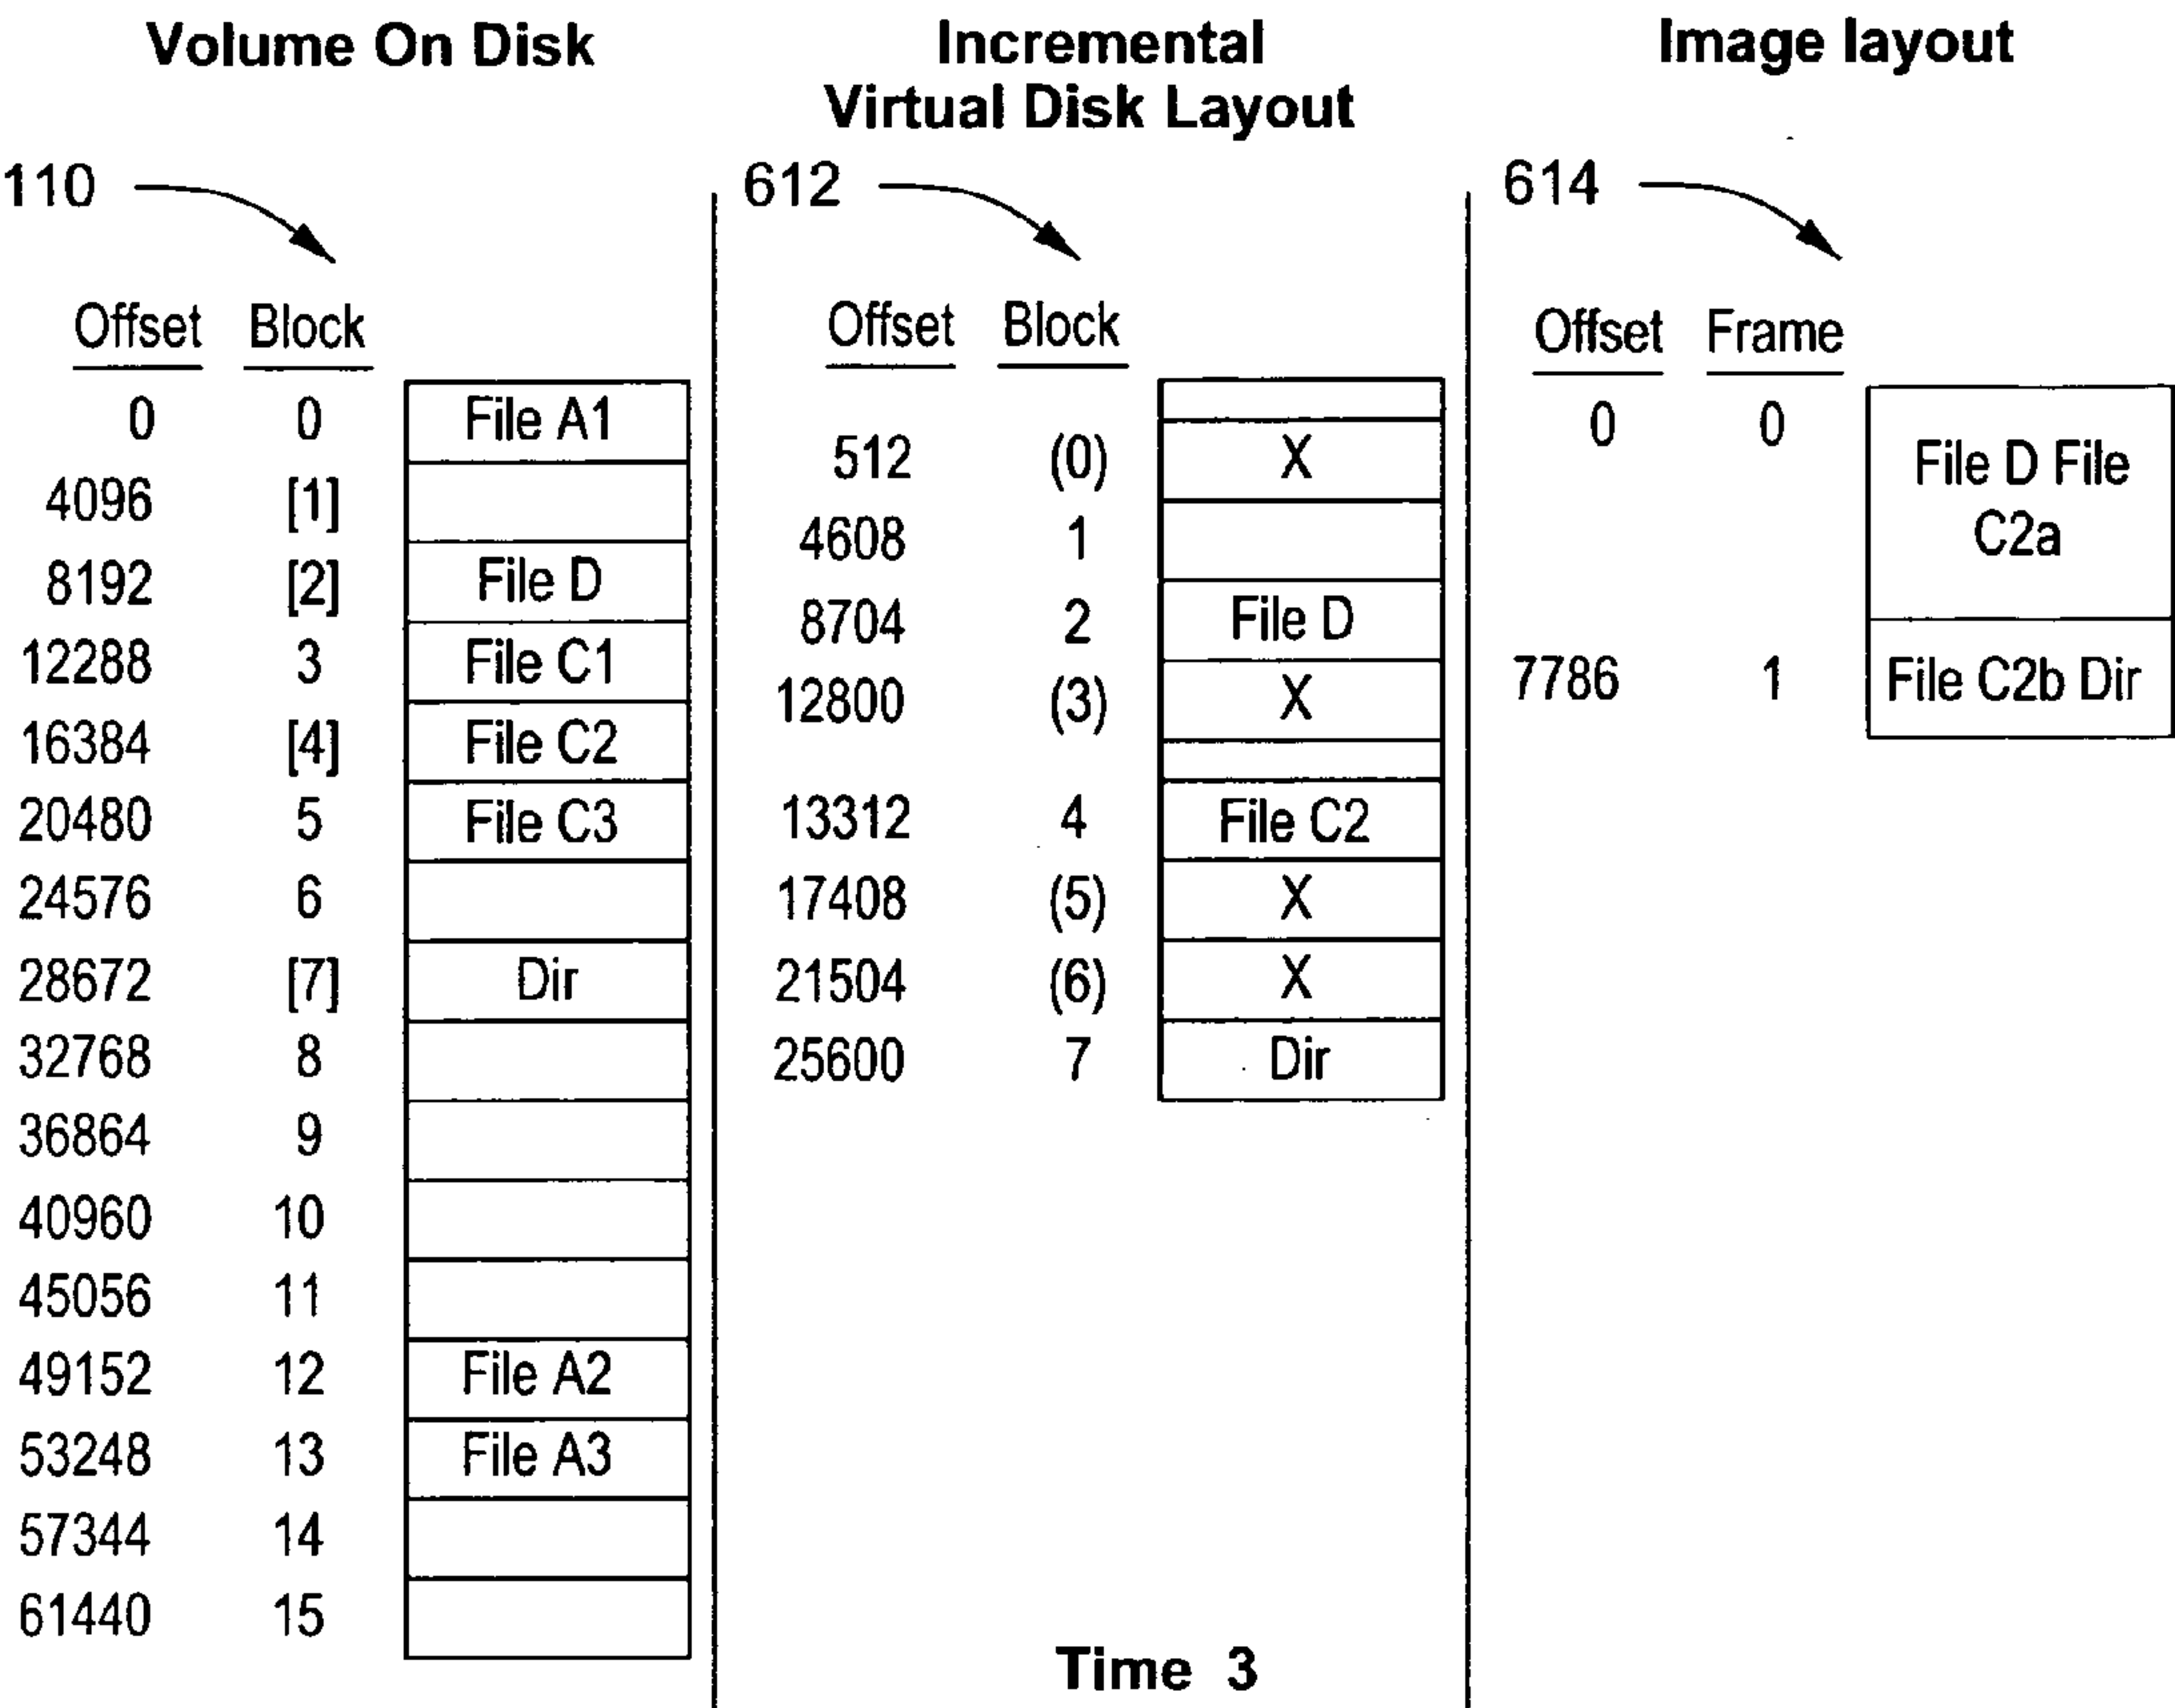 Volume On Disk
110
Offset Block
0 0 File A1
4096 [1]
8192 [2] File D
12288 3 File C1
16384 [4] File C2
20480 5 File C3
24576 6
28672 [7] Dir
32768 8
36864 9
40960 10
45056 11
49152 12 File A2
53248 13 File A3
57344 14
61440 15
Incremental
Virtual Disk Layout
612
Offset Block
512 (0) X
4608 1
8704 2 File D
12800 (3) X
13312 4 File C2
17408 (5) X
21504 (6) X
25600 7 Dir
Time 3
Image layout
614
Offset Frame
0 0
File D File
C2a
7786 1 File C2b Dir